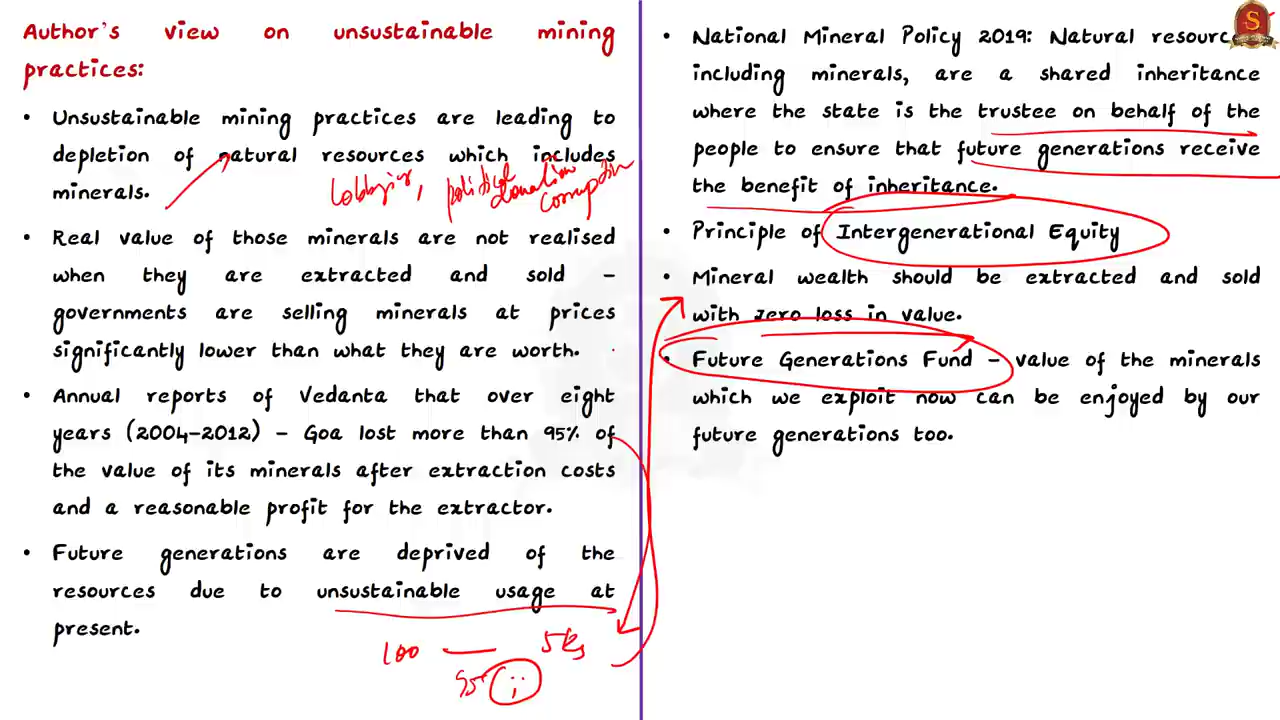 Author's view on unsustainable mining
practices:
• Unsustainable mining practices are leading to
depletion of natural resources which includes
minerals.
lobbying, political donation corruption
• Real value of those minerals are not realised
when they are extracted and sold –
governments are selling minerals at prices
significantly lower than what they are worth.
• Annual reports of Vedanta that over eight
years (2004-2012) – Goa lost more than 95% of
the value of its minerals after extraction costs
and a reasonable profit for the extractor.
• Future generations are deprived of the
resources due to unsustainable usage at
present.
100 — 5
95
• National Mineral Policy 2019: Natural resourc
including minerals, are a shared inheritance
where the state is the trustee on behalf of the
people to ensure that future generations receive
the benefit of inheritance.
• Principle of Intergenerational Equity
• Mineral wealth should be extracted and sold
with zero loss in value.
• Future Generations Fund – value of the minerals
which we exploit now can be enjoyed by our
future generations too.
S